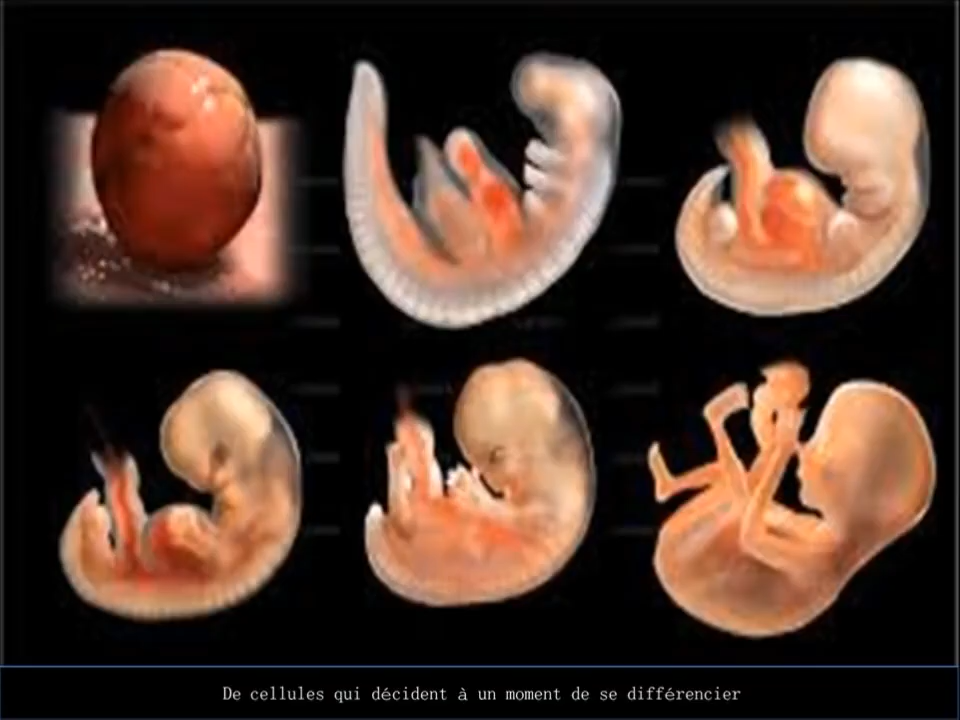 De cellules qui décident à un moment de se différencier